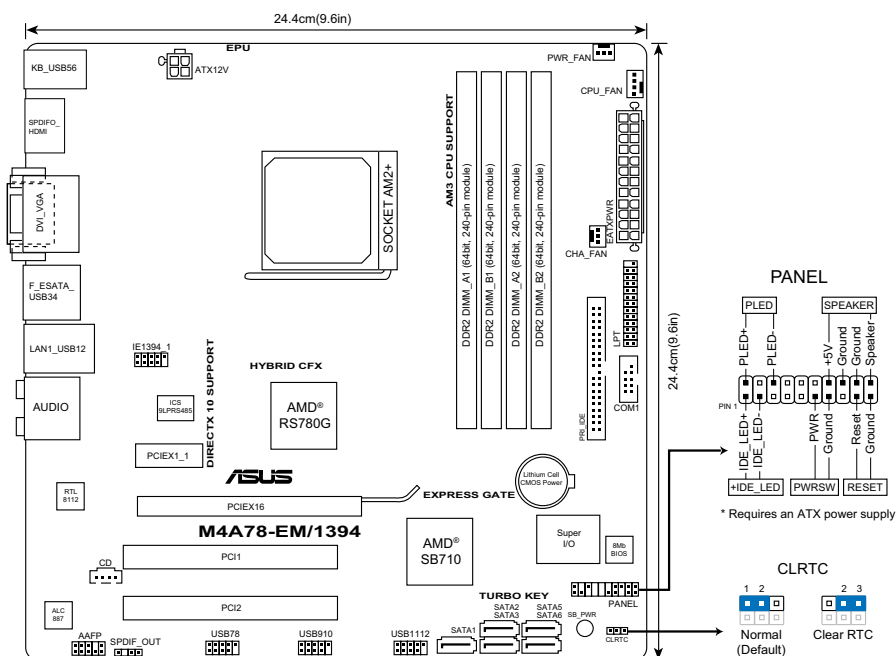 24.4cm(9.6in)
EPU
KB_USB56
ATX12V
PWR_FAN
CPU_FAN
SPDIFO_
HDMI
AM3 CPU SUPPORT
DDR2 DIMM_A1 (64bit, 240-pin module)
DDR2 DIMM_B1 (64bit, 240-pin module)
DDR2 DIMM_A2 (64bit, 240-pin module)
DDR2 DIMM_B2 (64bit, 240-pin module)
EATXPWR
SOCKET AM2+
DVI_VGA
CHA_FAN
F_ESATA_
USB34
24.4cm(9.6in)
LAN1_USB12
IE1394_1
LPT
HYBRID CFX
DIRECTX 10 SUPPORT
AUDIO
ICS
9LPRS485
AMD®
RS780G
COM1
PRI_IDE
PCIEX1_1
ASUS
Lithium Cell
CMOS Power
RTL
8112
EXPRESS GATE
PCIEX16
M4A78-EM/1394
AMD®
SB710
Super
I/O
8Mb
BIOS
CD
PCI1
ALC
887
PCI2
TURBO KEY
PANEL
SATA2
SATA3
SATA5
SATA6
SB_PWR
SATA1
CLRTC
AAFP
SPDIF_OUT
USB78
USB910
USB1112
PANEL
PLED
SPEAKER
PLED+
PLED-
+5V
Ground
Ground
Speaker-
PIN 1
IDE_LED+
IDE_LED-
PWR
Ground
Reset
Ground
+IDE_LED
PWRSW
RESET
* Requires an ATX power supply
CLRTC
1 2
2 3
Normal
(Default)
Clear RTC